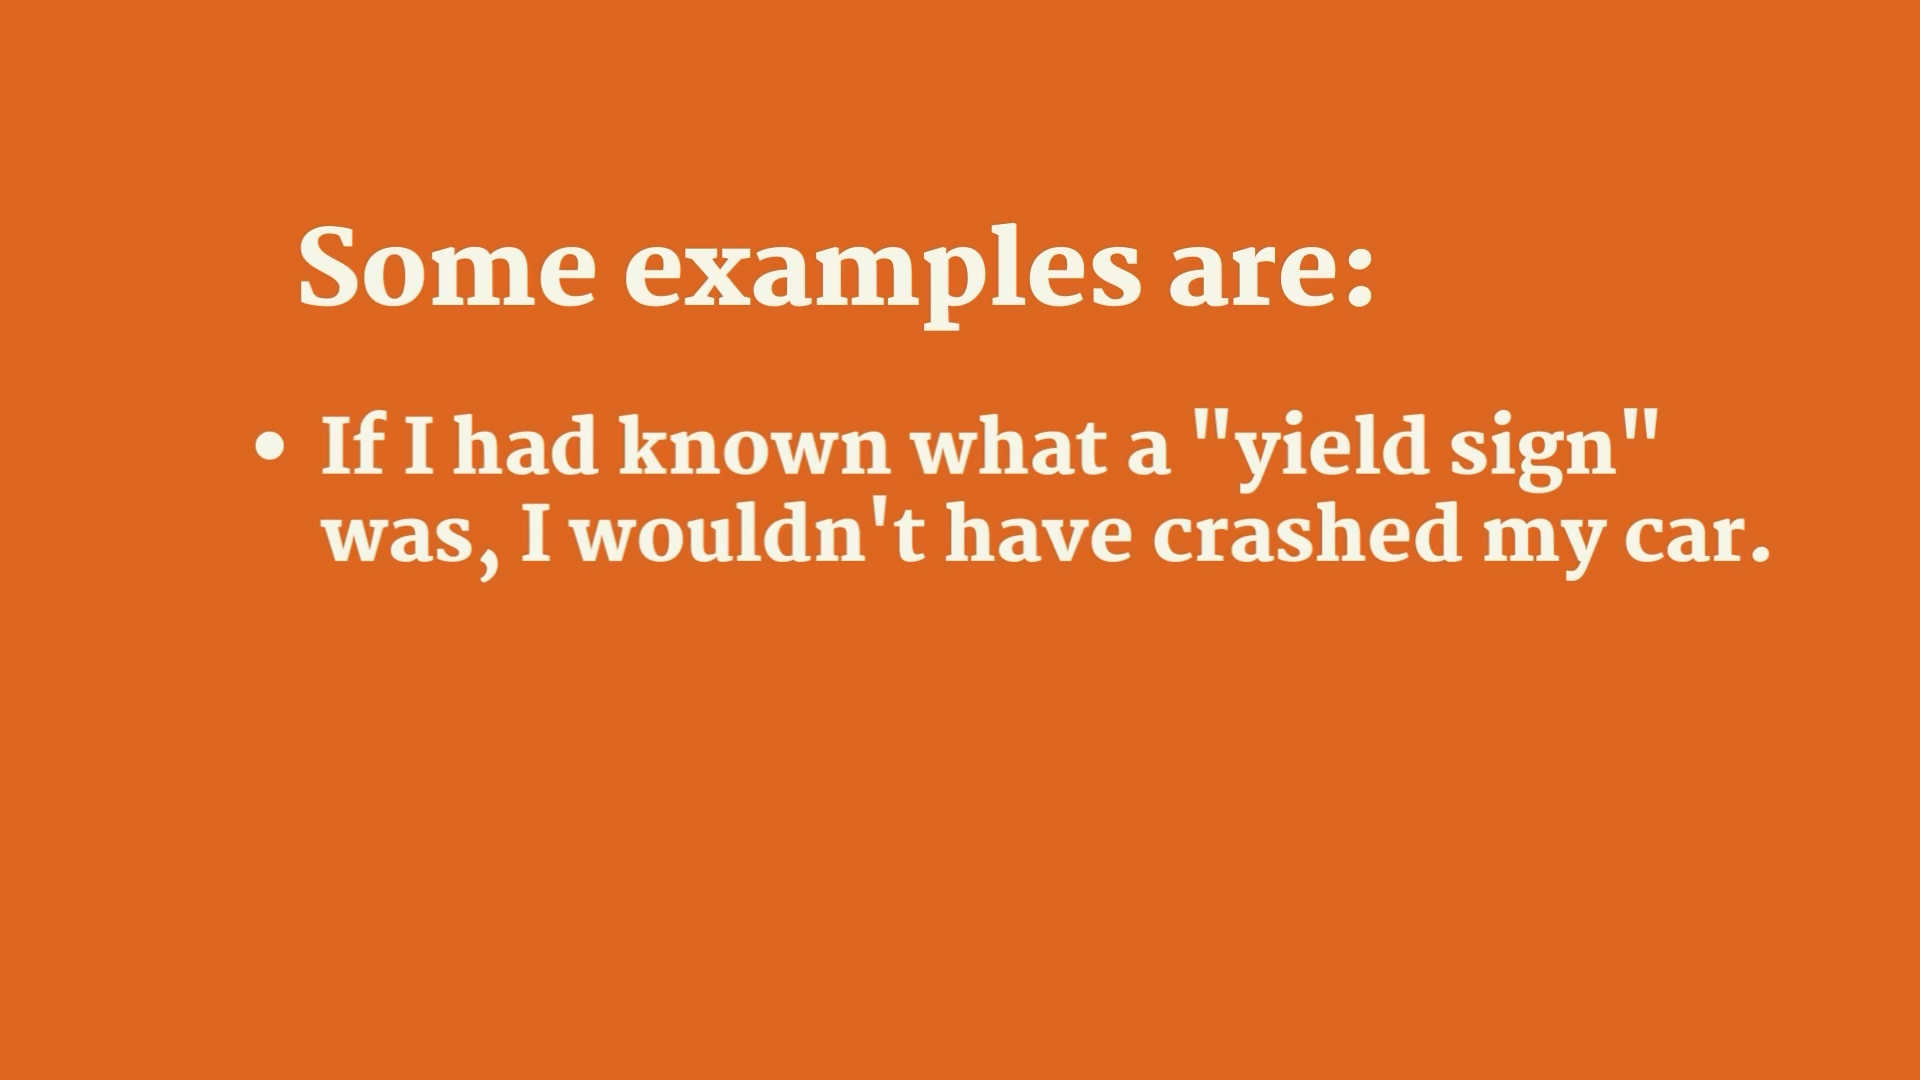 Some examples are:
• If I had known what a "yield sign"
was, I wouldn't have crashed my car.